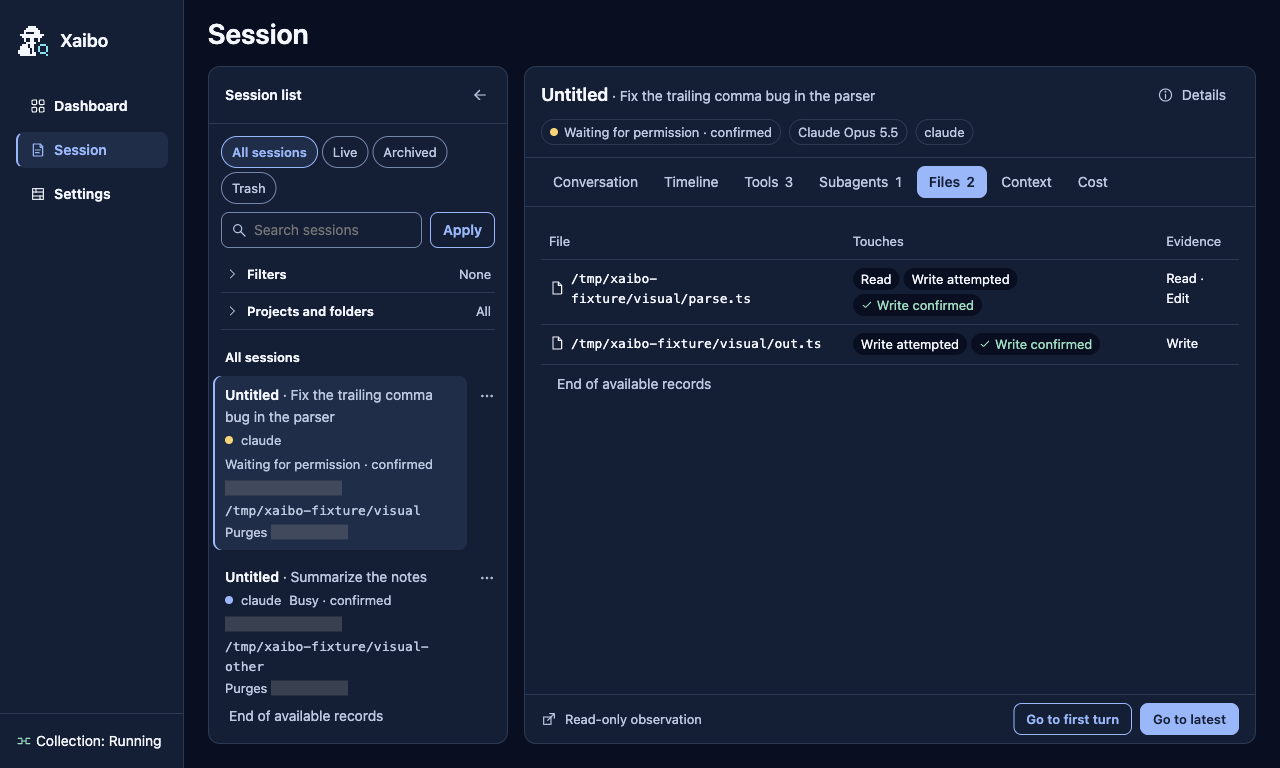 Xaibo
Dashboard
Session
Settings
Collection: Running
Session
Session list
All sessions
Live
Archived
Trash
Search sessions
Apply
Filters
None
Projects and folders
All
All sessions
Untitled · Fix the trailing comma
bug in the parser
claude
Waiting for permission · confirmed
/tmp/xaibo-fixture/visual
Purges
Untitled · Summarize the notes
claude Busy · confirmed
/tmp/xaibo-fixture/visual-
other
Purges
End of available records
Untitled · Fix the trailing comma bug in the parser
Details
Waiting for permission · confirmed
Claude Opus 5.5
claude
Conversation
Timeline
Tools 3
Subagents 1
Files 2
Context
Cost
File
Touches
Evidence
/tmp/xaibo-
fixture/visual/parse.ts
Read
Write attempted
✓ Write confirmed
Read ·
Edit
/tmp/xaibo-fixture/visual/out.ts
Write attempted
✓ Write confirmed
Write
End of available records
Read-only observation
Go to first turn
Go to latest